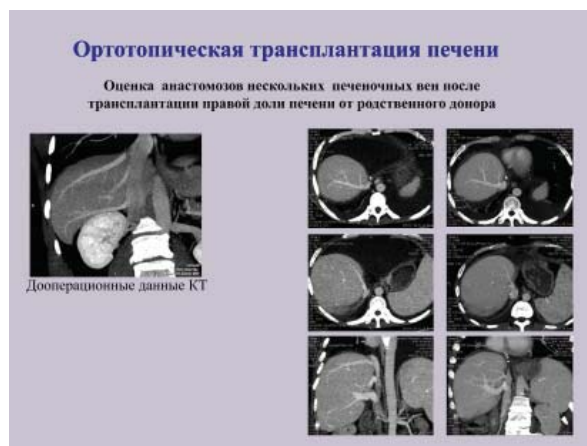 Ортотопическая трансплантация печени
Оценка анастомозов нескольких печеночных вен после
трансплантации правой доли печени от родственного донора
Дооперационные данные КТ